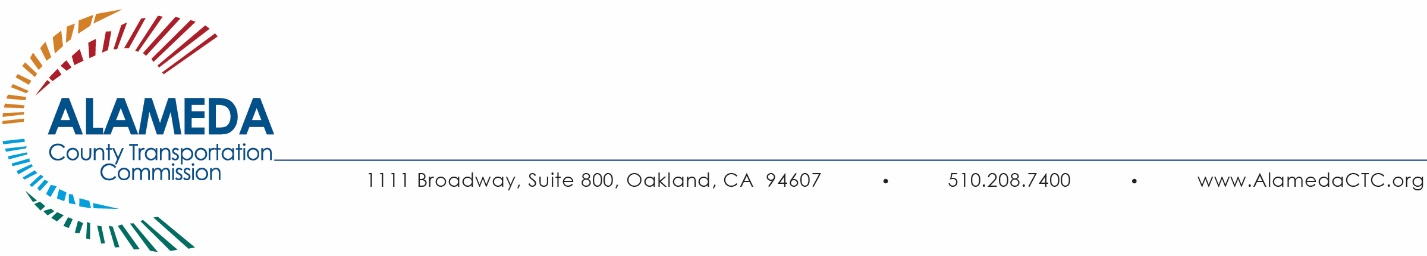 ALAMEDA
County Transportation
Commission
1111 Broadway, Suite 800, Oakland, CA 94607 • 510.208.7400 • www.AlamedaCTC.org